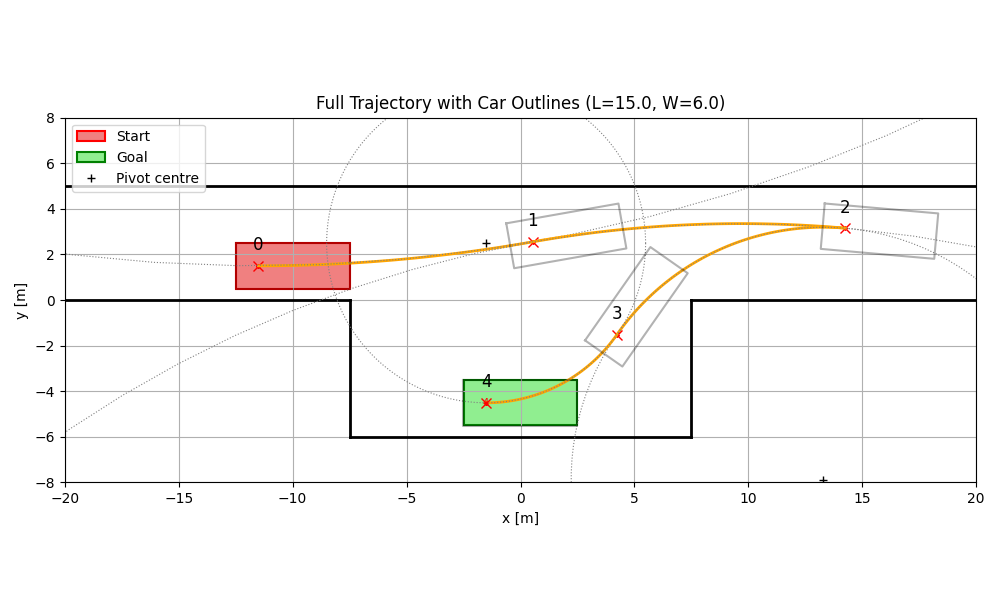 Full Trajectory with Car Outlines (L=15.0, W=6.0)
Start
Goal
Pivot centre
8
6
4
2
0
−2
−4
−6
−8
y [m]
0
1
2
3
4
−20 −15 −10 −5 0 5 10 15 20
x [m]